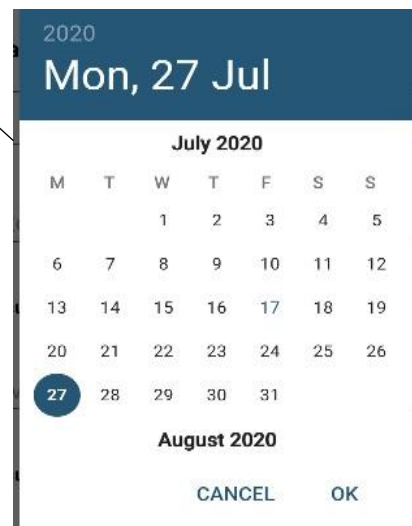 2020
Mon, 27 Jul
July 2020
M T W T F S S
1 2 3 4 5
6 7 8 9 10 11 12
13 14 15 16 17 18 19
20 21 22 23 24 25 26
27 28 29 30 31
August 2020
CANCEL OK